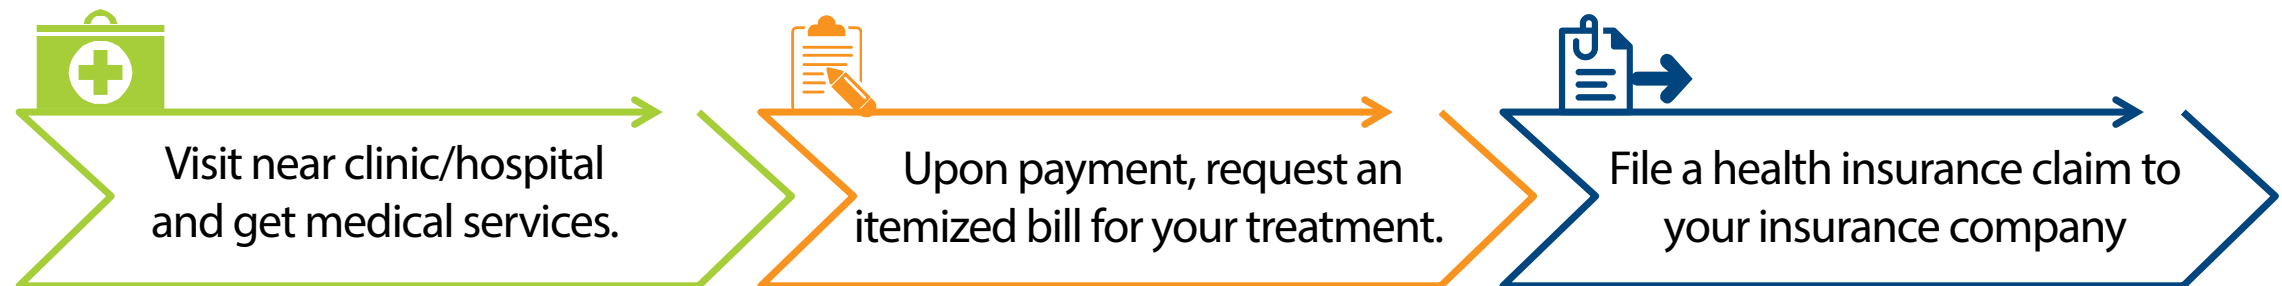 Visit near clinic/hospital
and get medical services.
Upon payment, request an
itemized bill for your treatment.
File a health insurance claim to
your insurance company